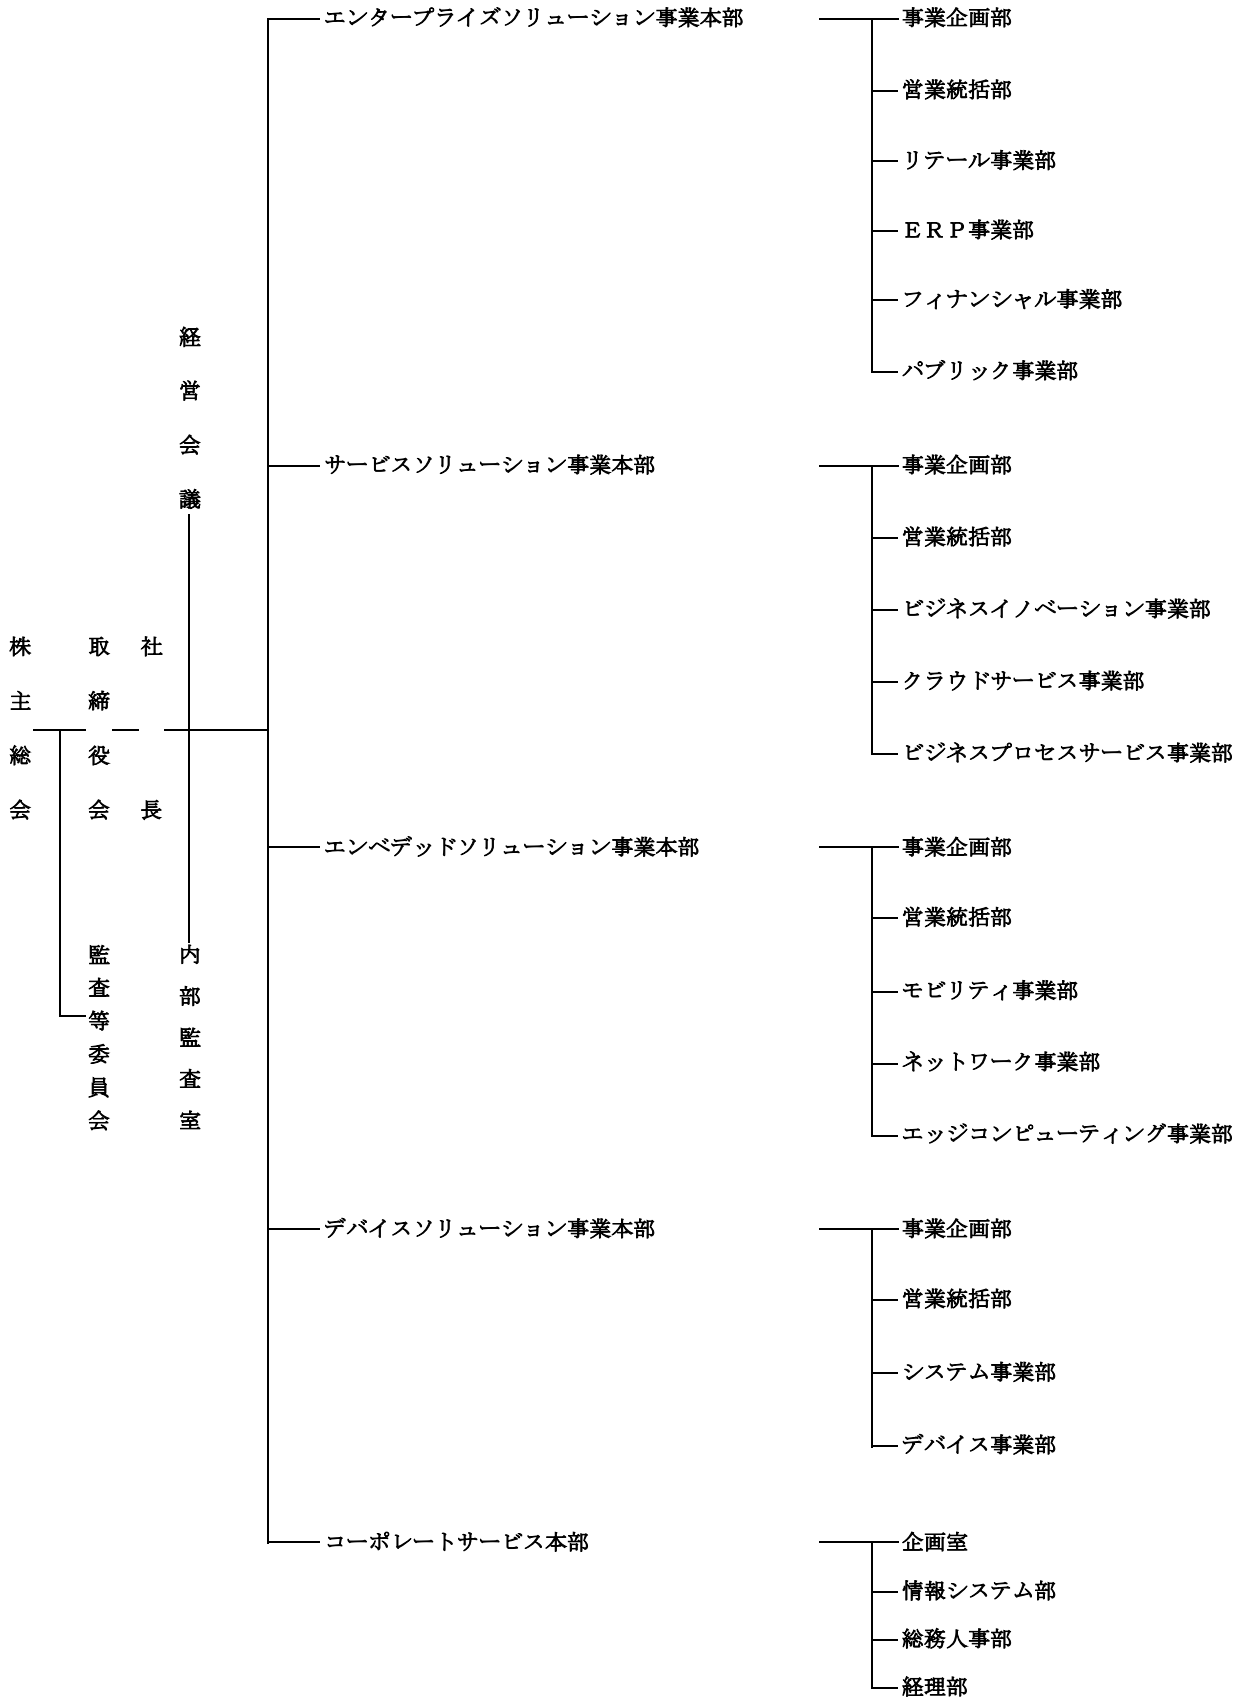 株主総会
取締役会
監査等委員会
社長
経営会議
内部監査室
エンタープライズソリューション事業本部
事業企画部
営業統括部
リテール事業部
ＥＲＰ事業部
フィナンシャル事業部
パブリック事業部
サービスソリューション事業本部
事業企画部
営業統括部
ビジネスイノベーション事業部
クラウドサービス事業部
ビジネスプロセスサービス事業部
エンベデッドソリューション事業本部
事業企画部
営業統括部
モビリティ事業部
ネットワーク事業部
エッジコンピューティング事業部
デバイスソリューション事業本部
事業企画部
営業統括部
システム事業部
デバイス事業部
コーポレートサービス本部
企画室
情報システム部
総務人事部
経理部